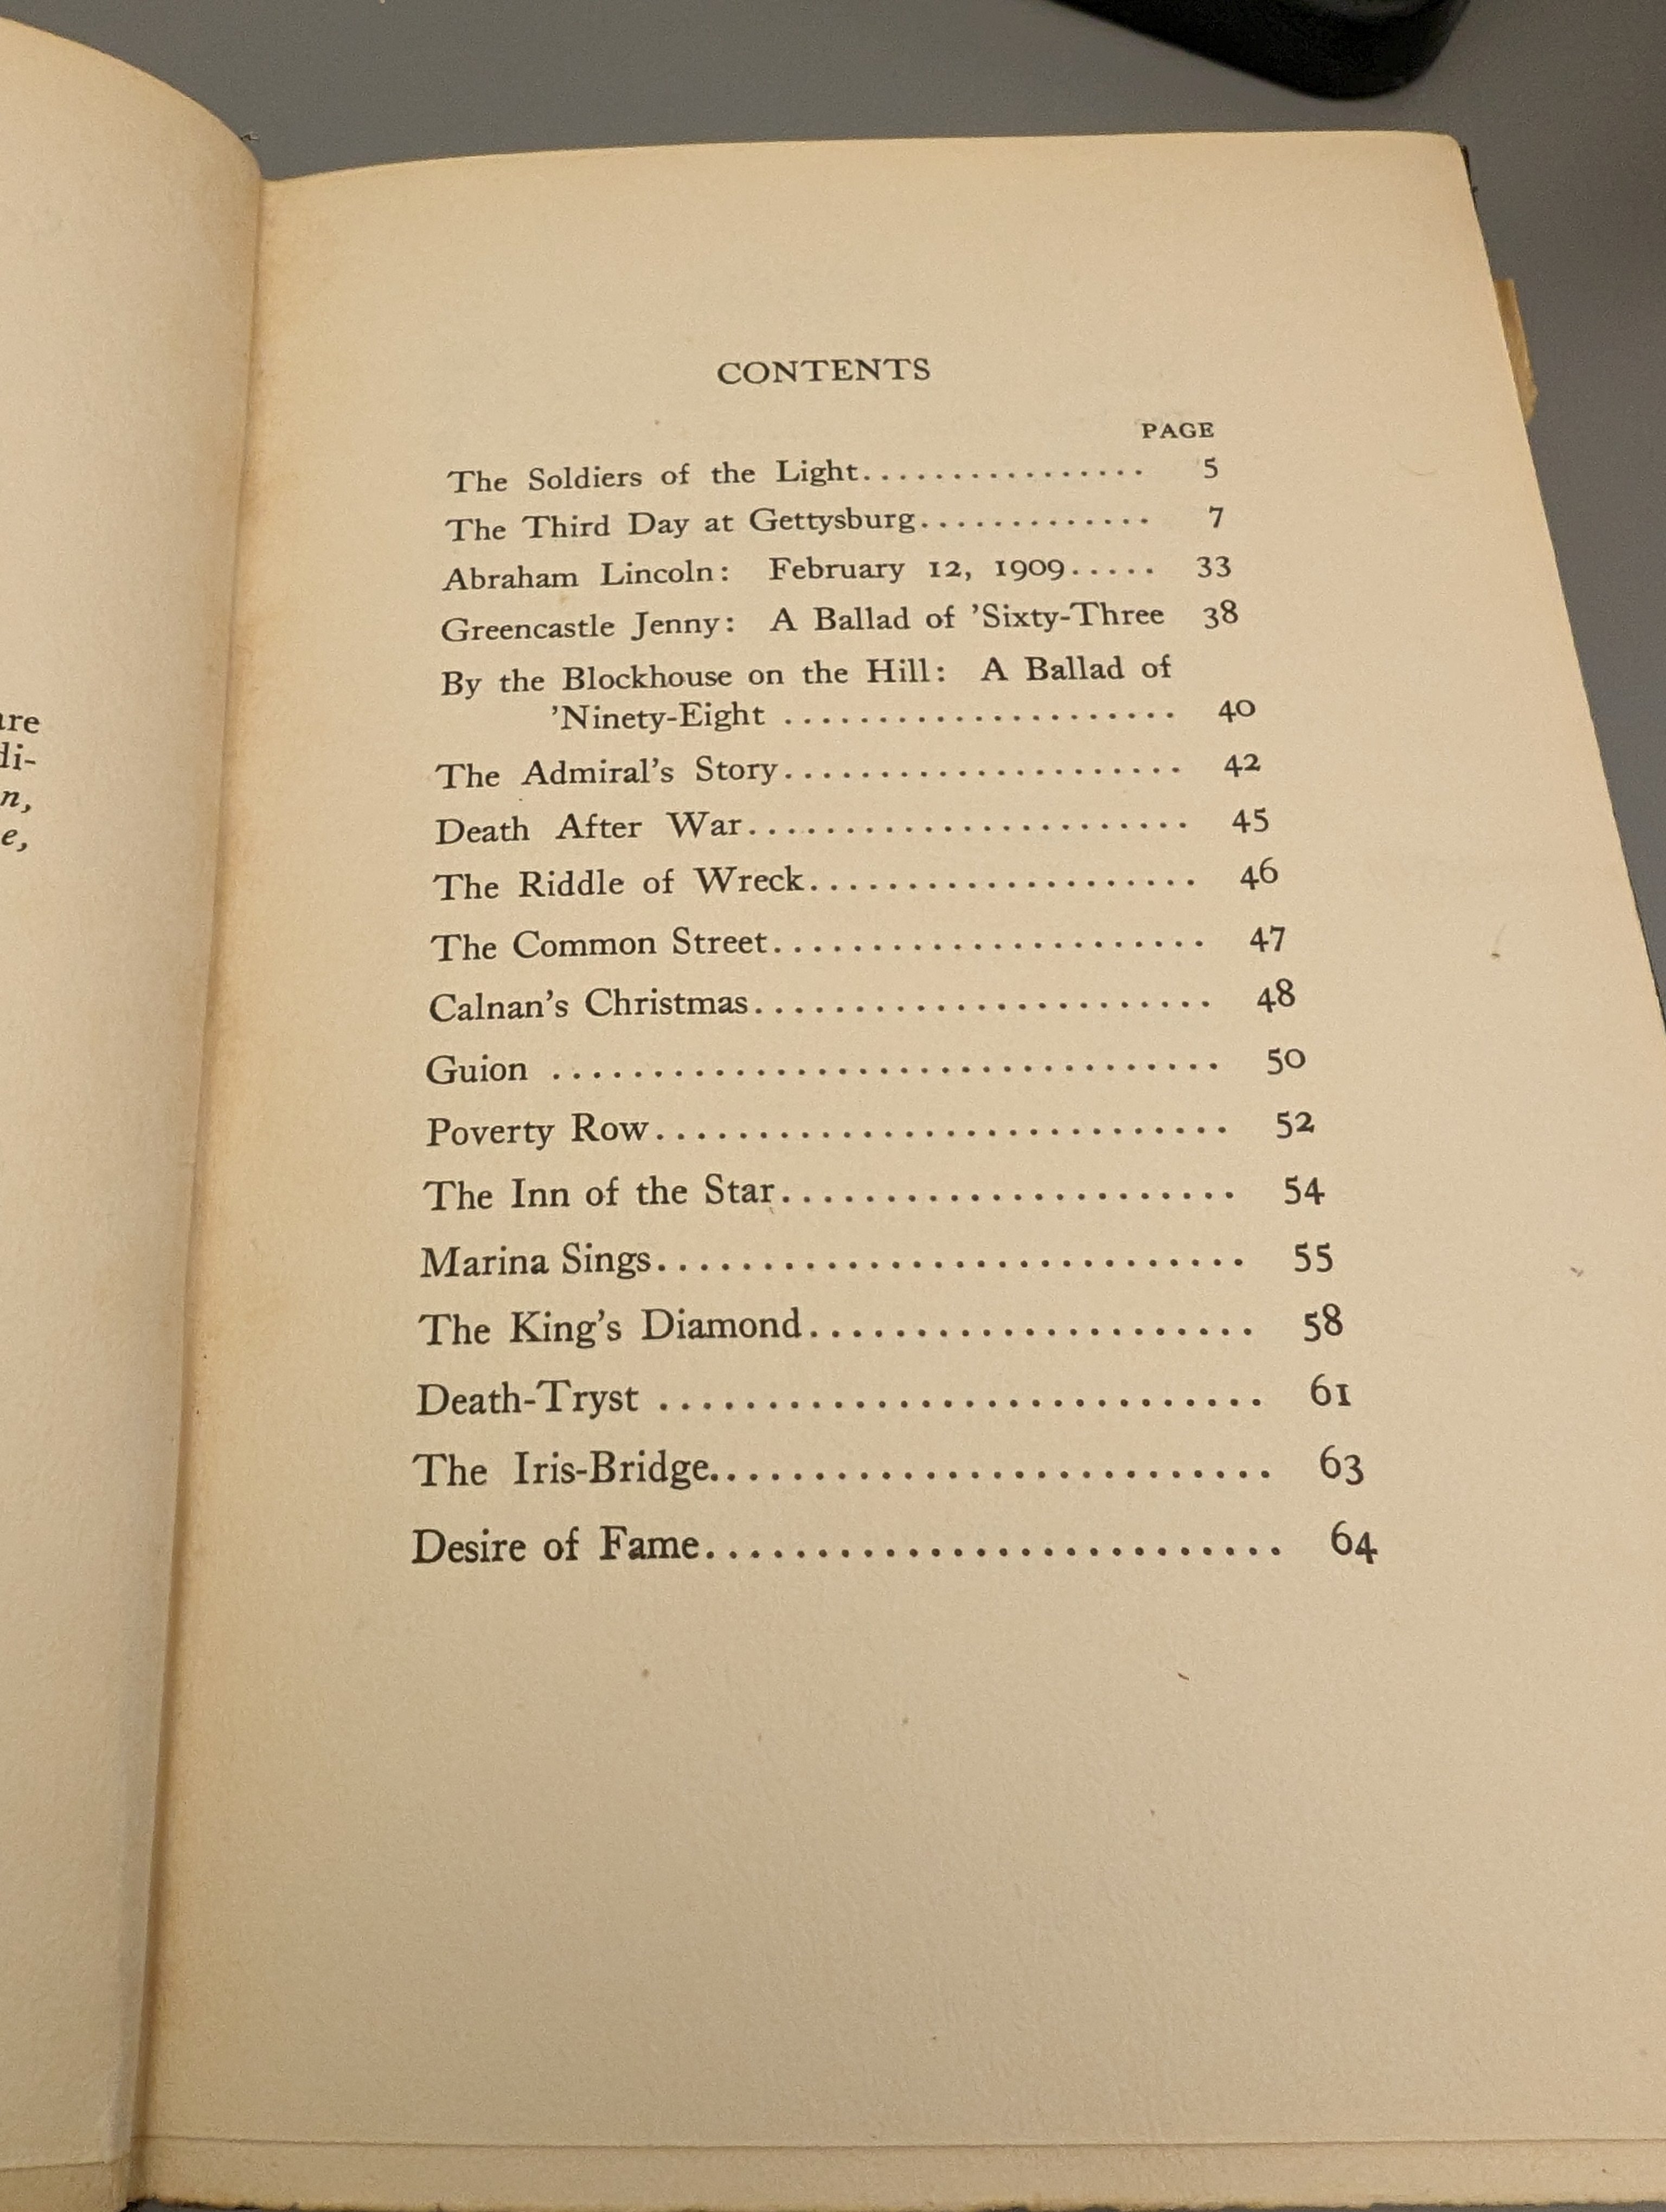 are
di-
n,
e,
CONTENTS
PAGE
The Soldiers of the Light................ 5
The Third Day at Gettysburg............. 7
Abraham Lincoln: February 12, 1909..... 33
Greencastle Jenny: A Ballad of 'Sixty-Three 38
By the Blockhouse on the Hill: A Ballad of
'Ninety-Eight ...................... 40
The Admiral's Story..................... 42
Death After War....................... 45
The Riddle of Wreck.................... 46
The Common Street...................... 47
Calnan's Christmas....................... 48
Guion ................................. 50
Poverty Row............................ 52
The Inn of the Star...................... 54
Marina Sings............................ 55
The King's Diamond..................... 58
Death-Tryst ............................ 61
The Iris-Bridge........................... 63
Desire of Fame........................... 64